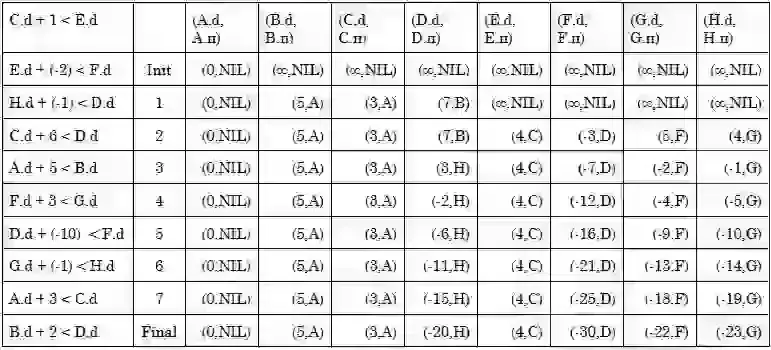 C.d + 1 < E.d (A.d, A.π) (B.d, B.π) (C.d, C.π) (D.d, D.π) (E.d, E.π) (F.d, F.π) (G.d, G.π) (H.d, H.π)
E.d + (-2) < F.d Init (0,NIL) (∞,NIL) (∞,NIL) (∞,NIL) (∞,NIL) (∞,NIL) (∞,NIL) (∞,NIL)
H.d + (-1) < D.d 1 (0,NIL) (5,A) (3,A) (7,B) (∞,NIL) (∞,NIL) (∞,NIL) (∞,NIL)
C.d + 6 < D.d 2 (0,NIL) (5,A) (3,A) (7,B) (4,C) (-3,D) (5,F) (4,G)
A.d + 5 < B.d 3 (0,NIL) (5,A) (3,A) (3,H) (4,C) (-7,D) (-2,F) (-1,G)
F.d + 3 < G.d 4 (0,NIL) (5,A) (3,A) (-2,H) (4,C) (-12,D) (-4,F) (-5,G)
D.d + (-10) < F.d 5 (0,NIL) (5,A) (3,A) (-6,H) (4,C) (-16,D) (-9,F) (-10,G)
G.d + (-1) < H.d 6 (0,NIL) (5,A) (3,A) (-11,H) (4,C) (-21,D) (-13,F) (-14,G)
A.d + 3 < C.d 7 (0,NIL) (5,A) (3,A) (-15,H) (4,C) (-25,D) (-18,F) (-19,G)
B.d + 2 < D.d Final (0,NIL) (5,A) (3,A) (-20,H) (4,C) (-30,D) (-22,F) (-23,G)